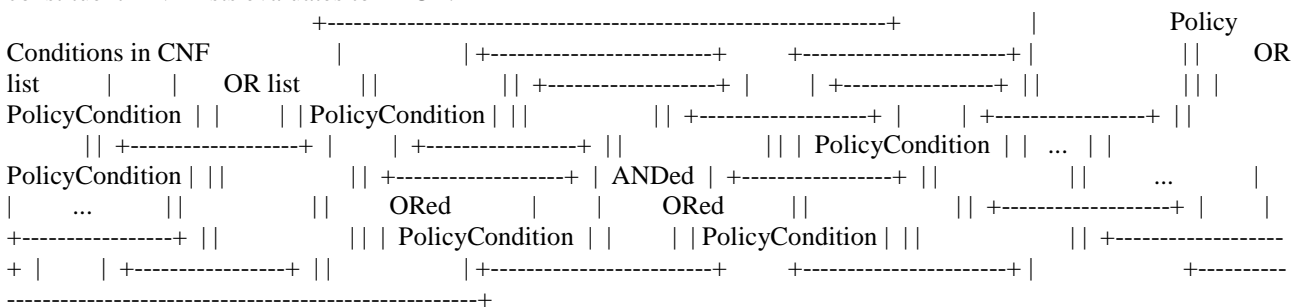 +---------------------------------------------------------------+ | Policy
Conditions in CNF | | +-------------------------+ +-----------------------+ | || OR
list | | OR list || || +-------------------+ | | +-----------------+ || || |
PolicyCondition | | | | PolicyCondition | || || +-------------------+ | | +-----------------+ ||
|| +-------------------+ | | +-----------------+ || || | PolicyCondition | | ... | |
PolicyCondition | || || +-------------------+ | ANDed | +-----------------+ || || ... |
| ... || || ORed | | ORed || || +-------------------+ | |
+-----------------+ || || | PolicyCondition | | | | PolicyCondition | || || +-------------------
+ | | +-----------------+ || | +-------------------------+ +-----------------------+ | +----------
-----------------------------------------------------+